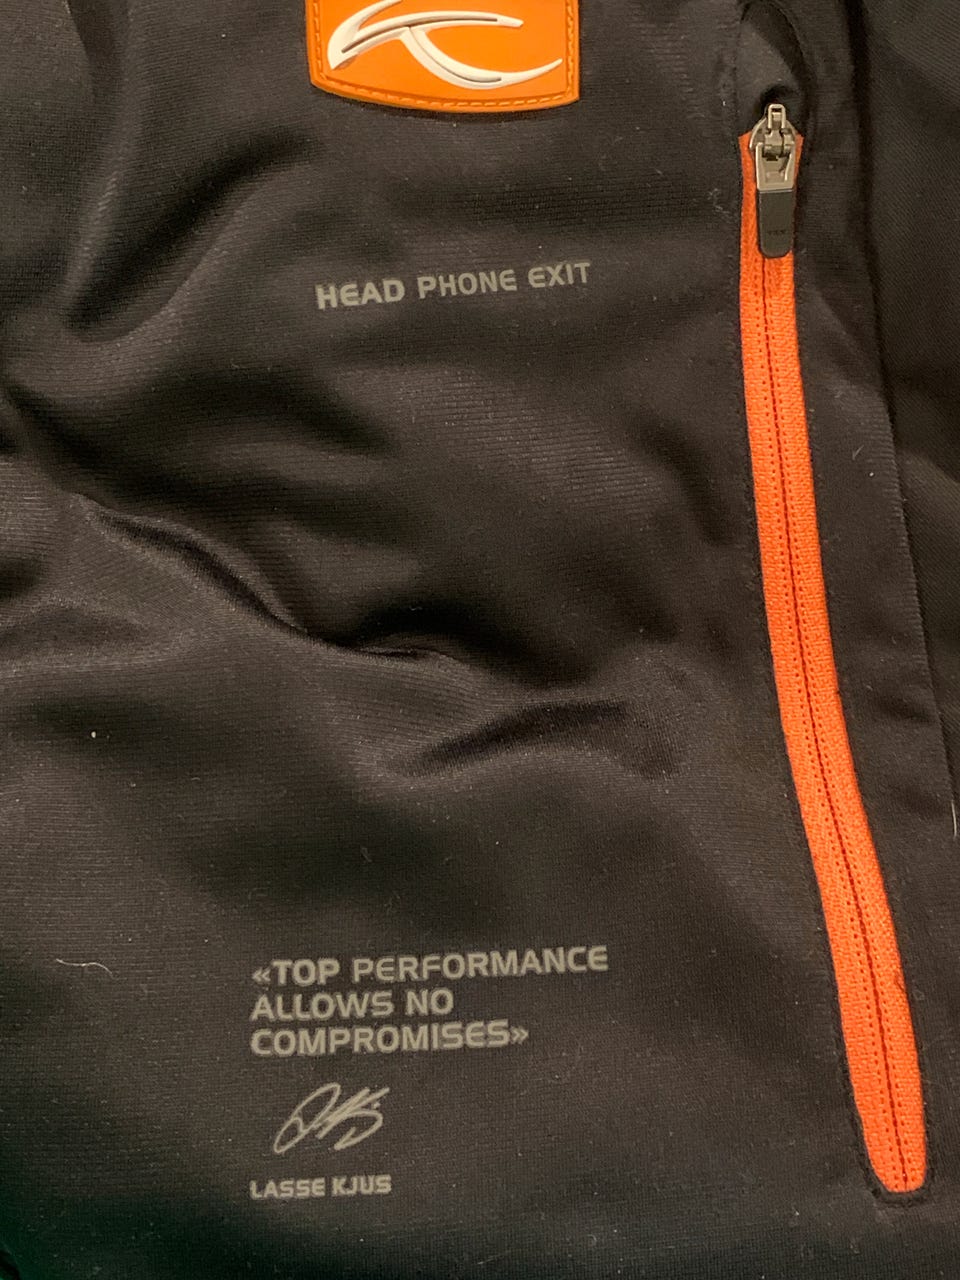 HEAD PHONE EXIT
«TOP PERFORMANCE
ALLOWS NO
COMPROMISES»
LASSE KJUS